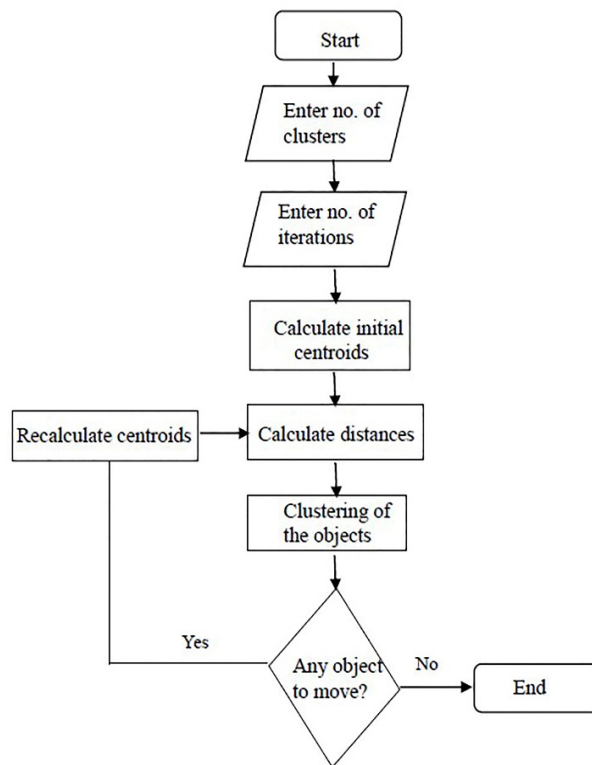 Start
Enter no. of
clusters
Enter no. of
iterations
Calculate initial
centroids
Recalculate centroids
Calculate distances
Clustering of
the objects
Yes
Any object
to move?
No
End